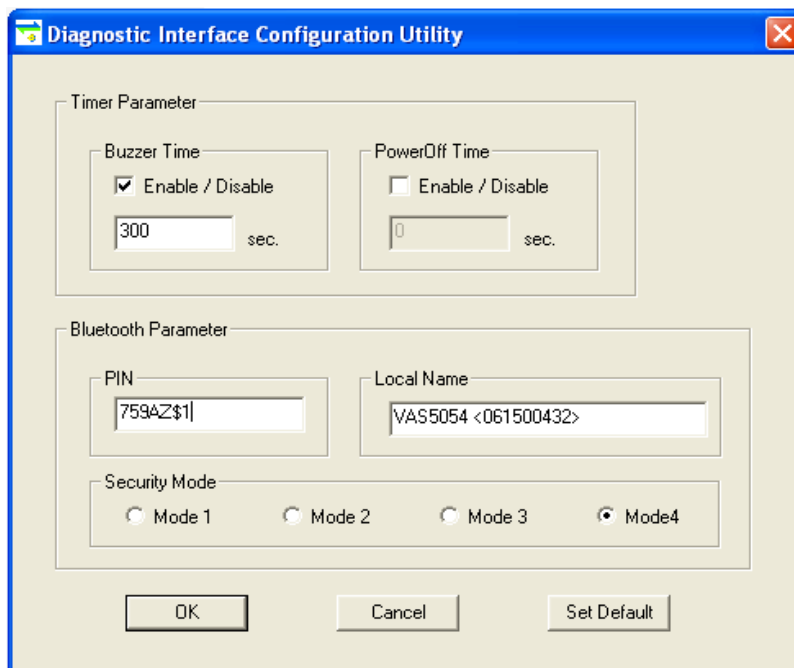 Diagnostic Interface Configuration Utility
Timer Parameter
Buzzer Time
Enable / Disable
300 sec.
PowerOff Time
Enable / Disable
0 sec.
Bluetooth Parameter
PIN
759AZ$1
Local Name
VAS5054 <061500432>
Security Mode
Mode 1 Mode 2 Mode 3 Mode4
OK Cancel Set Default